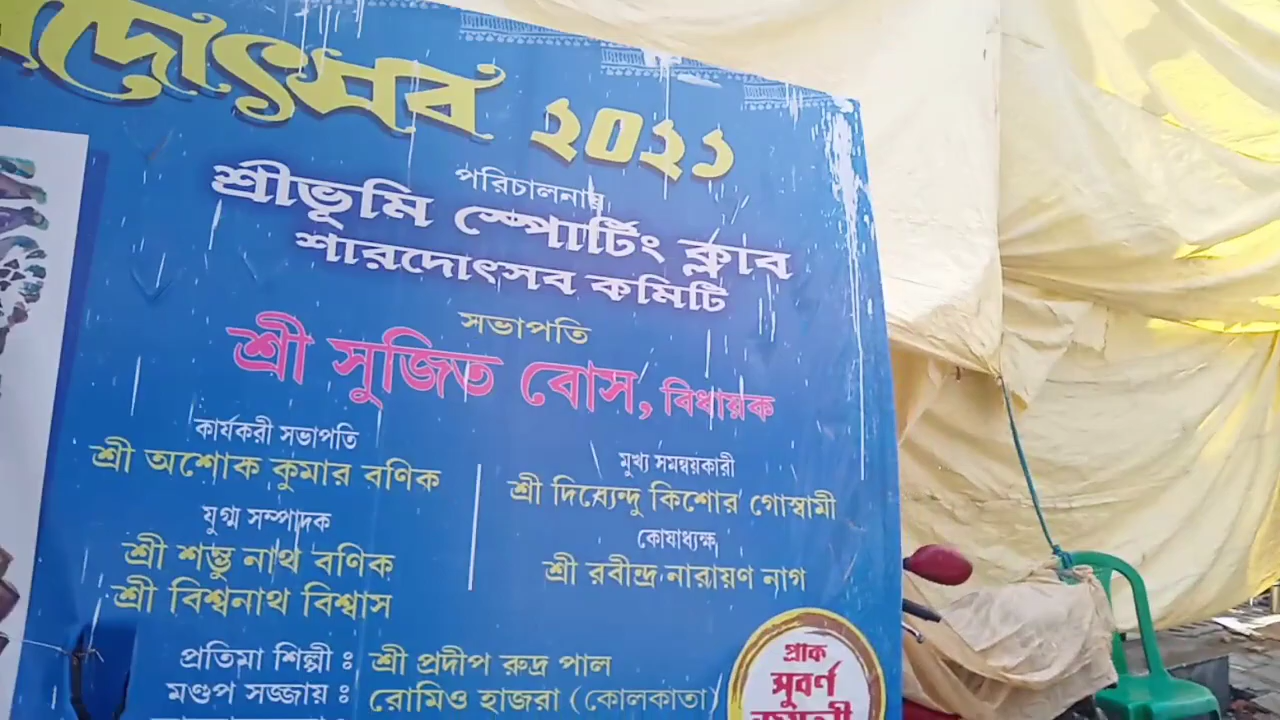 ২০২১
পরিচালনায়
শ্রীভূমি স্পোর্টিং ক্লাব
শারদোৎসব কমিটি
সভাপতি
শ্রী সুজিত বোস, বিধায়ক
কার্যকরী সভাপতি
শ্রী অশোক কুমার বণিক
যুগ্ম সম্পাদক
শ্রী শম্ভু নাথ বণিক
শ্রী বিশ্বনাথ বিশ্বাস
মুখ্য সমন্বয়কারী
শ্রী দিব্যেন্দু কিশোর গোস্বামী
কোষাধ্যক্ষ
শ্রী রবীন্দ্র নারায়ণ নাগ
প্রতিমা শিল্পী : শ্রী প্রদীপ রুদ্র পাল
মণ্ডপ সজ্জায় : রোমিও হাজরা (কোলকাতা)
প্রাক
সুবর্ণ